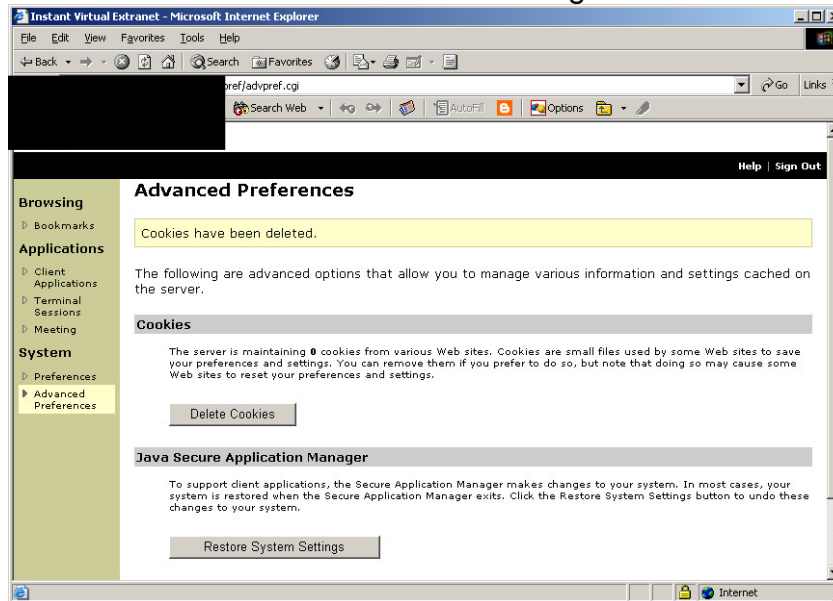 Instant Virtual Extranet - Microsoft Internet Explorer
File Edit View Favorites Tools Help
Back Search Favorites
pref/advpref.cgi Go Links
Search Web AutoFill Options
Help | Sign Out
Browsing
Bookmarks
Applications
Client
Applications
Terminal
Sessions
Meeting
System
Preferences
Advanced
Preferences
Advanced Preferences
Cookies have been deleted.
The following are advanced options that allow you to manage various information and settings cached on
the server.
Cookies
The server is maintaining 0 cookies from various Web sites. Cookies are small files used by some Web sites to save
your preferences and settings. You can remove them if you prefer to do so, but note that doing so may cause some
Web sites to reset your preferences and settings.
Delete Cookies
Java Secure Application Manager
To support client applications, the Secure Application Manager makes changes to your system. In most cases, your
system is restored when the Secure Application Manager exits. Click the Restore System Settings button to undo these
changes to your system.
Restore System Settings
Internet